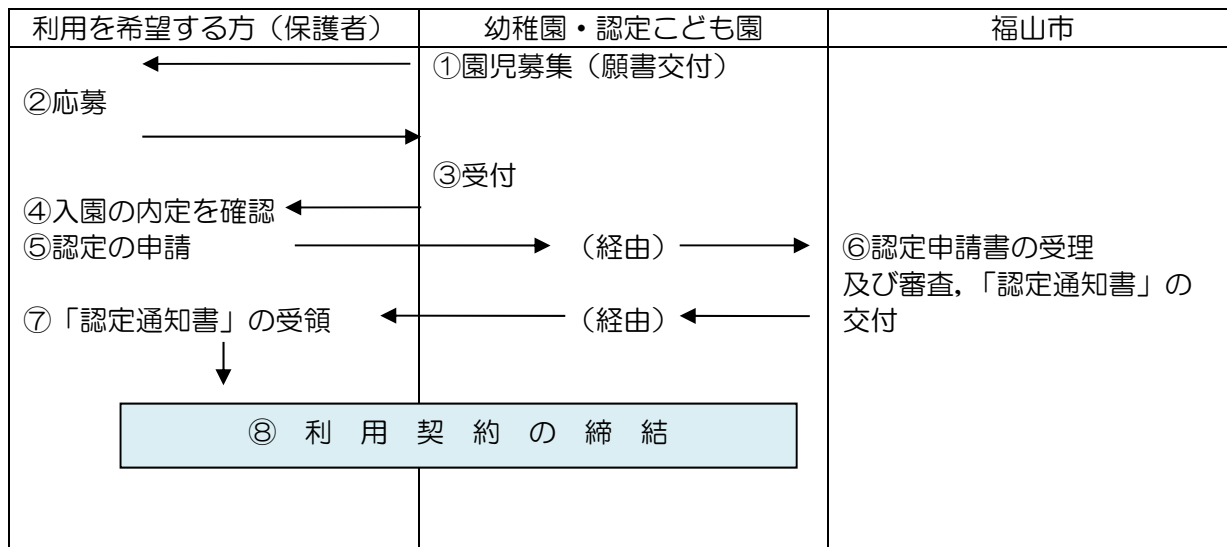 利用を希望する方（保護者）
幼稚園・認定こども園
福山市
①園児募集（願書交付）
②応募
③受付
④入園の内定を確認
⑤認定の申請
（経由）
⑥認定申請書の受理
及び審査,「認定通知書」の
交付
⑦「認定通知書」の受領
（経由）
⑧ 利 用 契 約 の 締 結